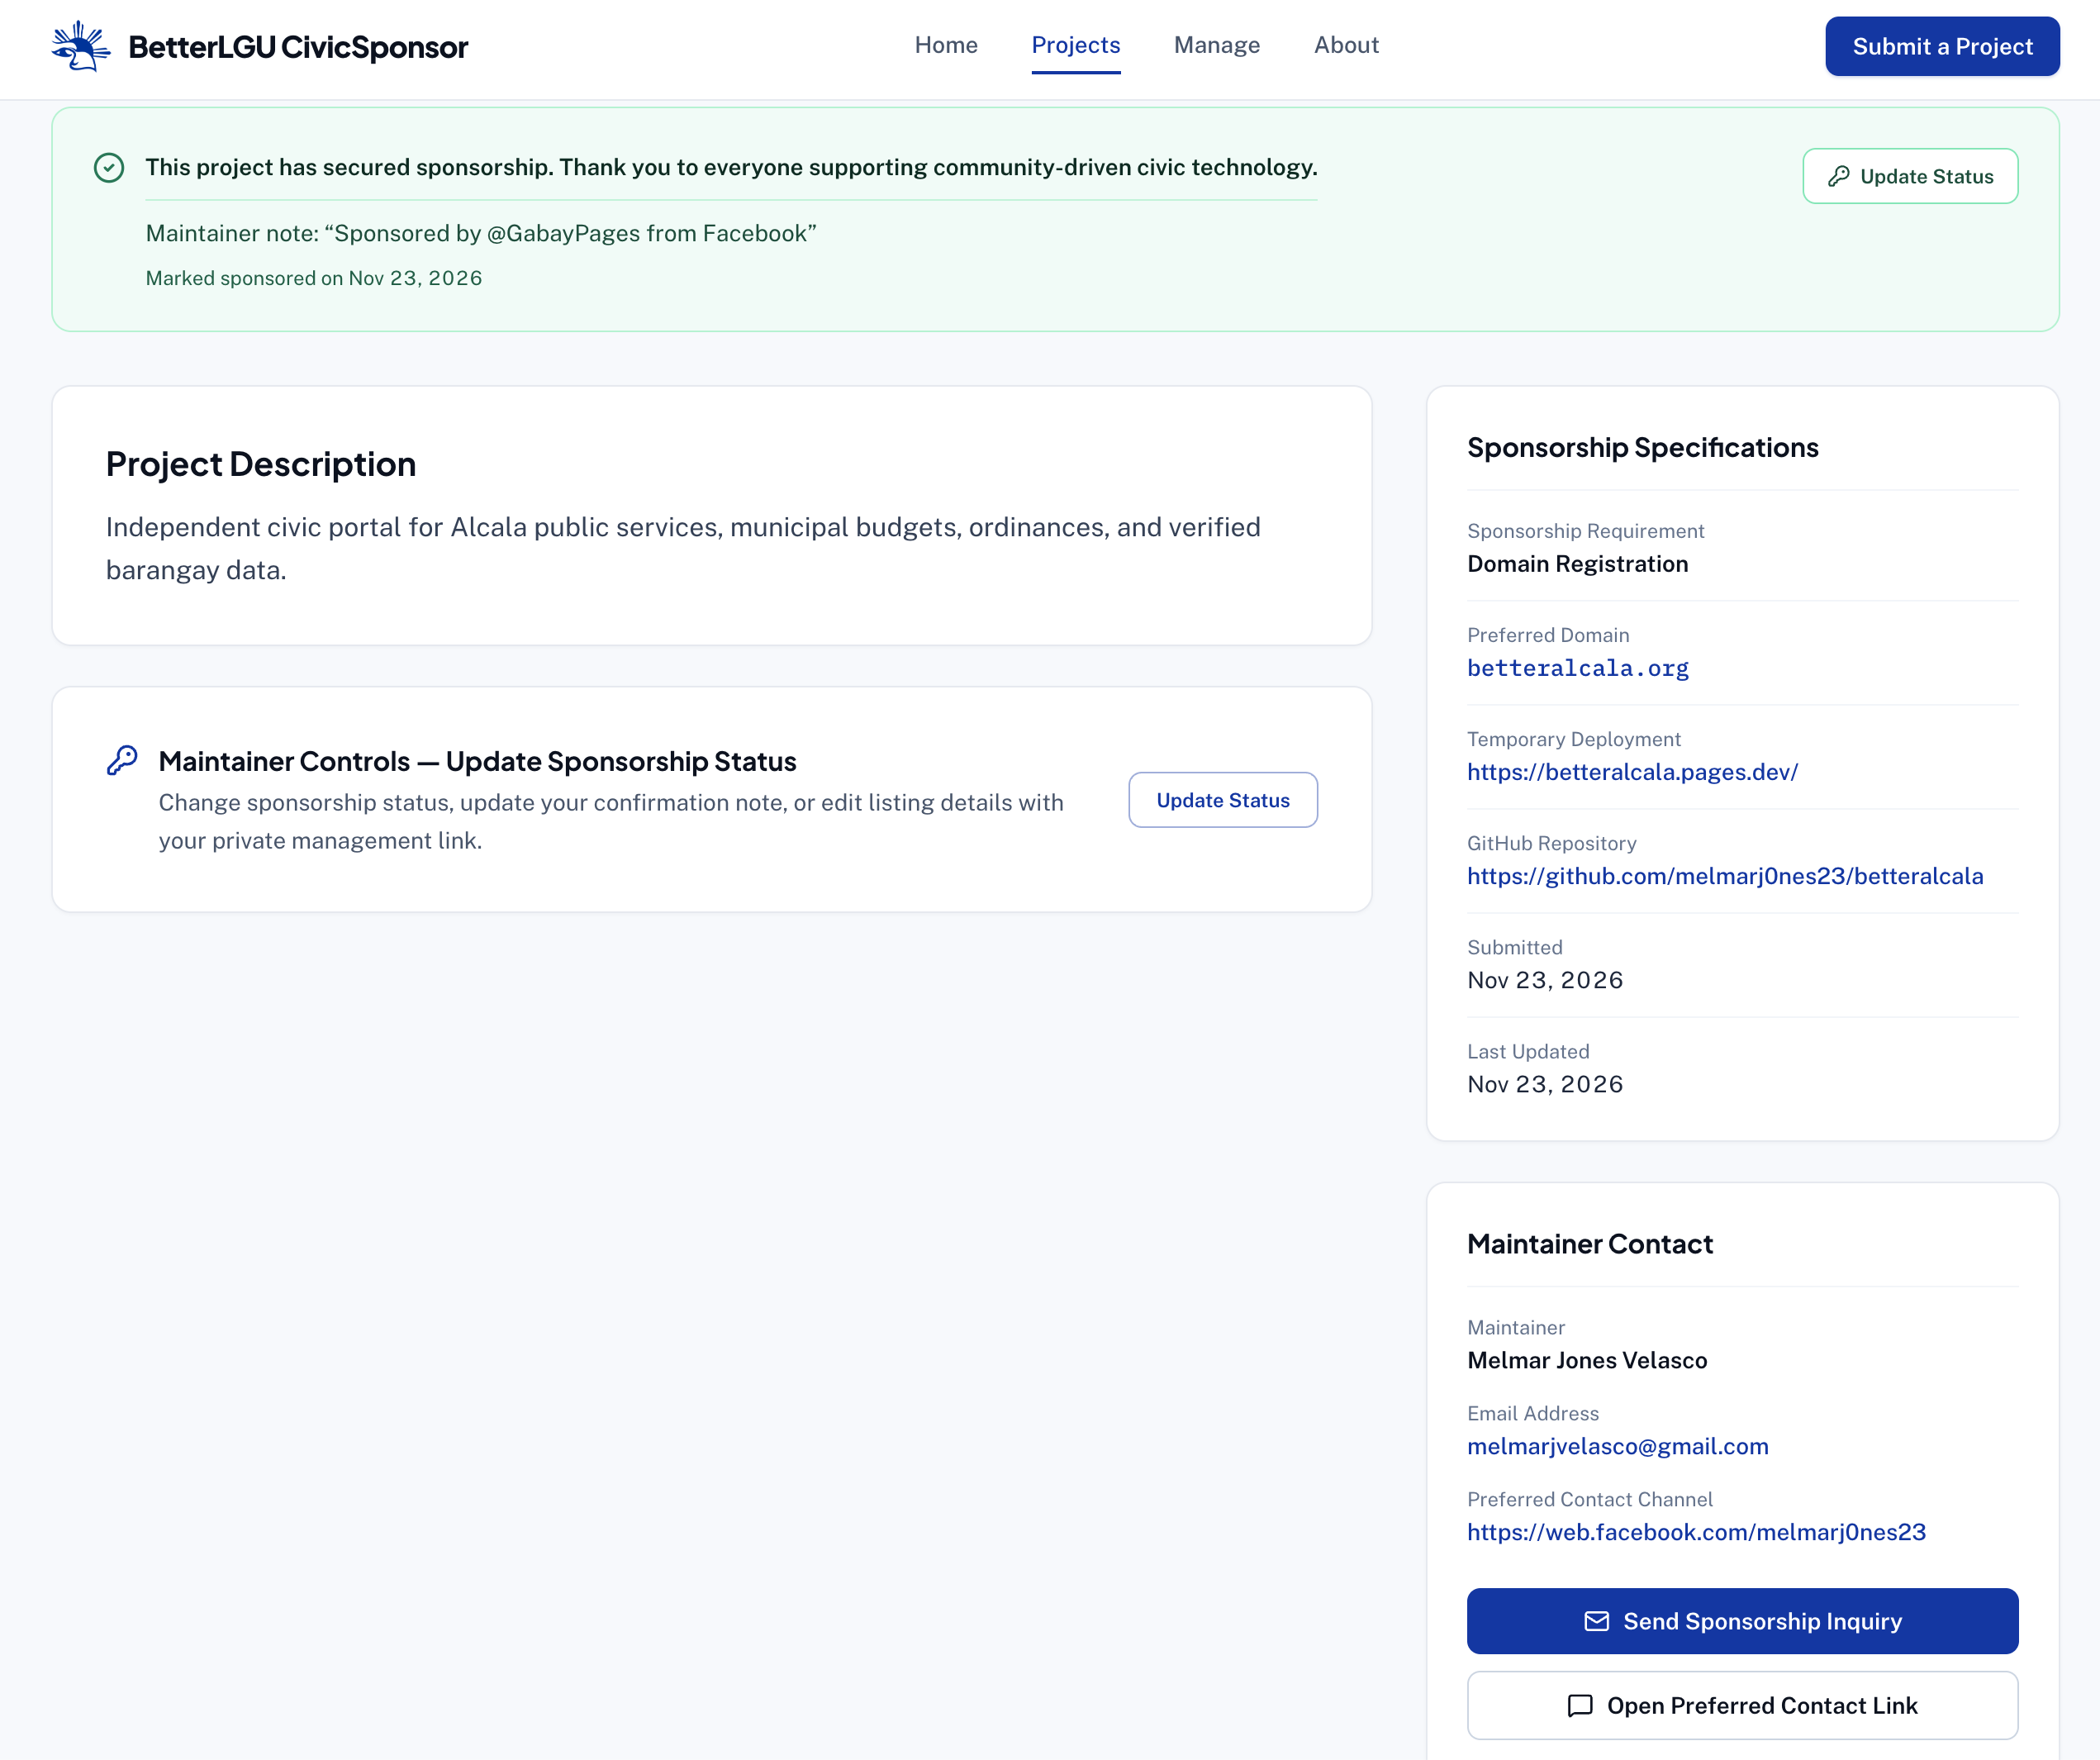 BetterLGU CivicSponsor
Home
Projects
Manage
About
Submit a Project
This project has secured sponsorship. Thank you to everyone supporting community-driven civic technology.
Update Status
Maintainer note: “Sponsored by @GabayPages from Facebook”
Marked sponsored on Nov 23, 2026
Project Description
Independent civic portal for Alcala public services, municipal budgets, ordinances, and verified
barangay data.
Maintainer Controls — Update Sponsorship Status
Change sponsorship status, update your confirmation note, or edit listing details with
your private management link.
Update Status
Sponsorship Specifications
Sponsorship Requirement
Domain Registration
Preferred Domain
betteralcala.org
Temporary Deployment
https://betteralcala.pages.dev/
GitHub Repository
https://github.com/melmarj0nes23/betteralcala
Submitted
Nov 23, 2026
Last Updated
Nov 23, 2026
Maintainer Contact
Maintainer
Melmar Jones Velasco
Email Address
melmarjvelasco@gmail.com
Preferred Contact Channel
https://web.facebook.com/melmarj0nes23
Send Sponsorship Inquiry
Open Preferred Contact Link